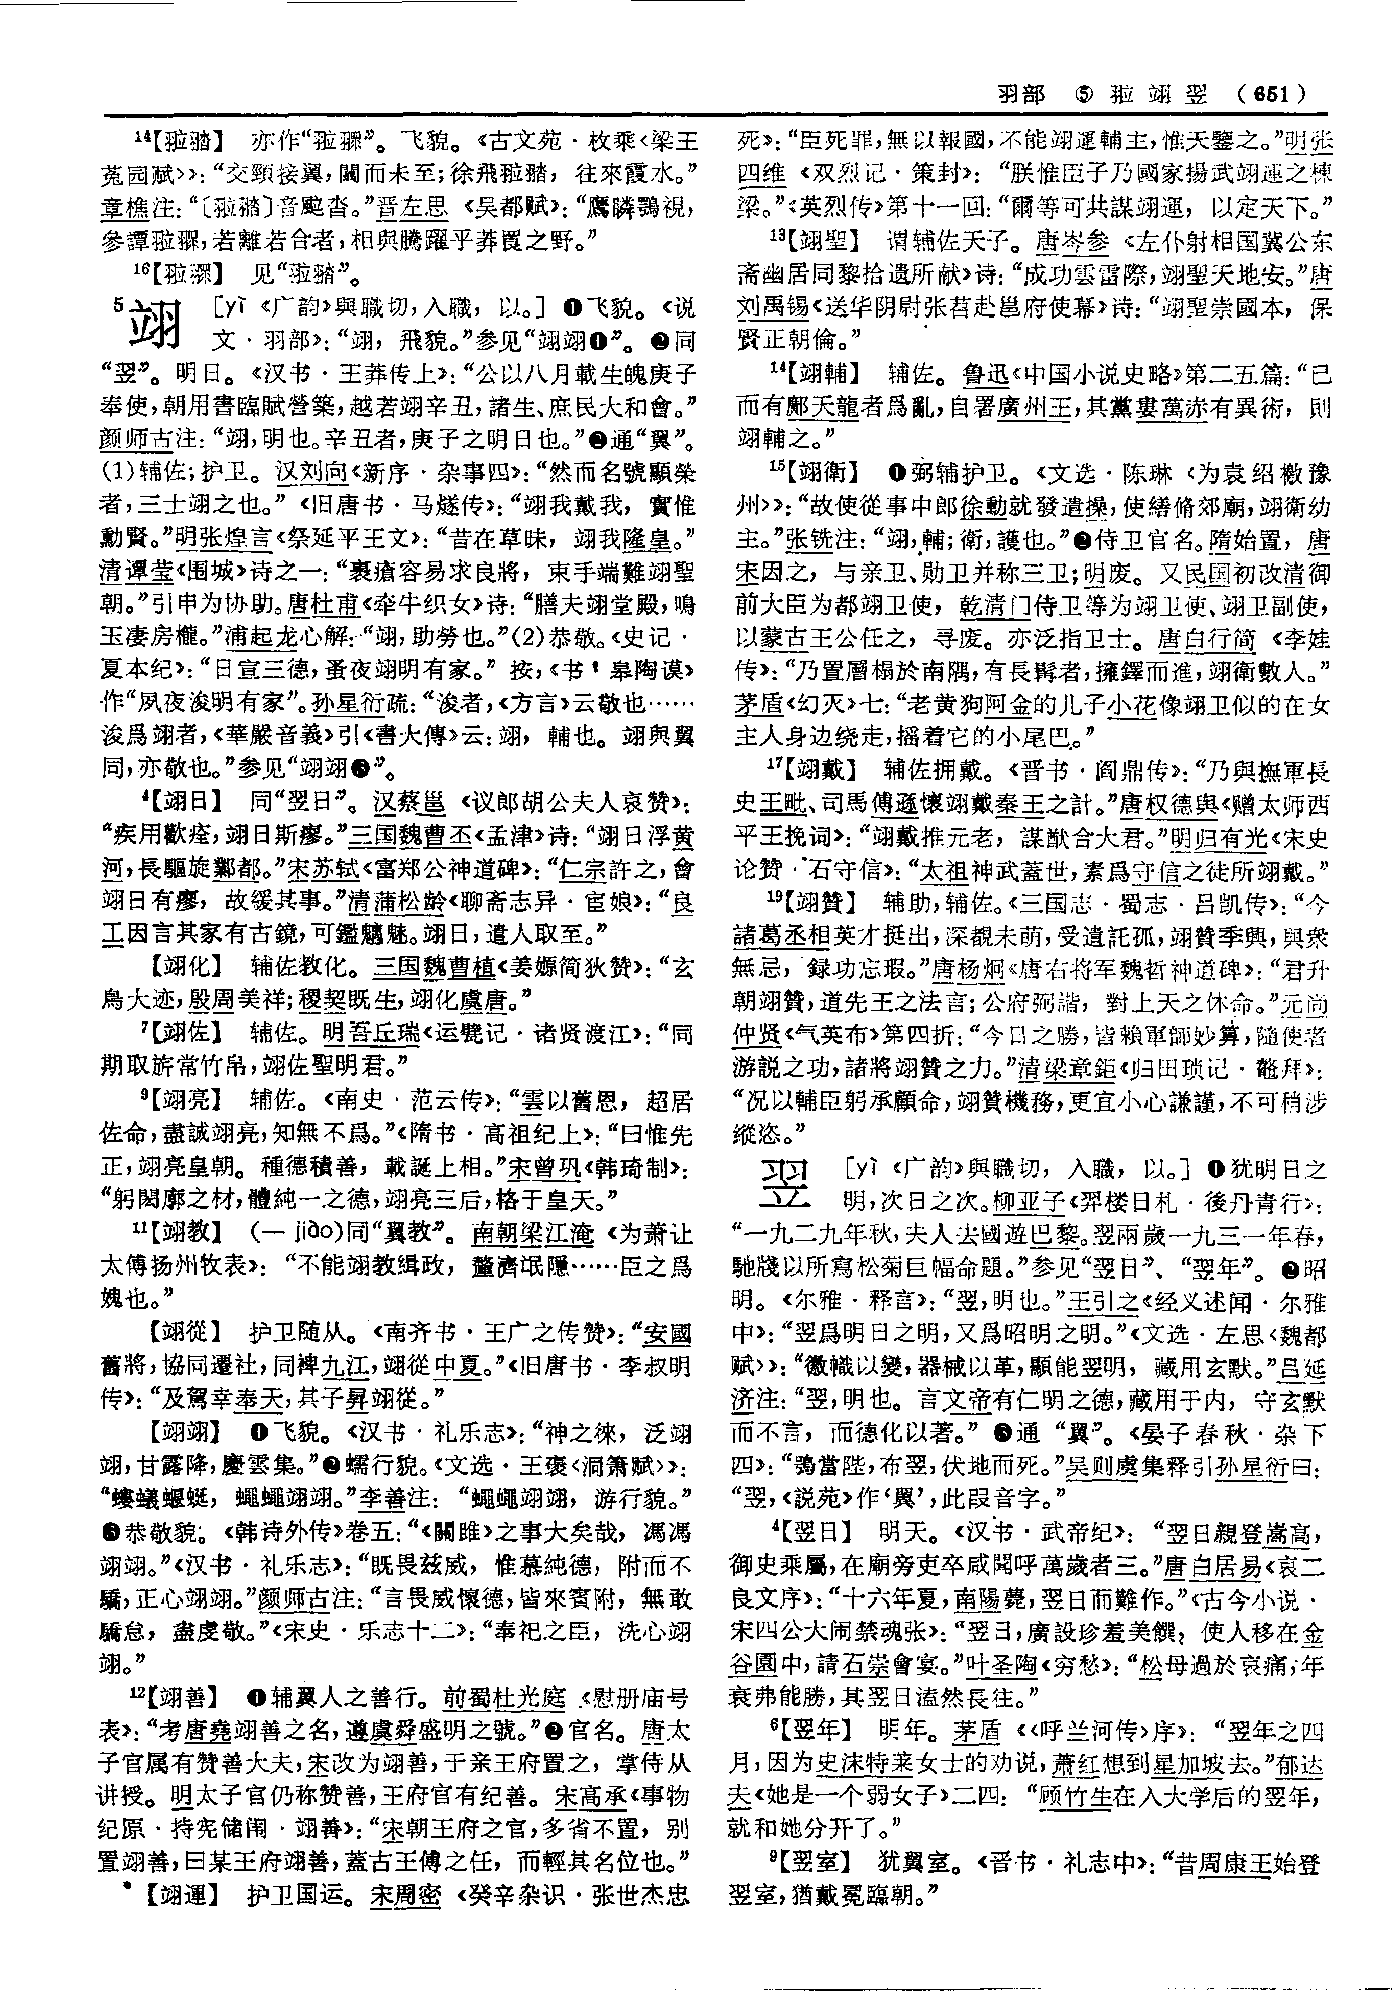 羽部 ⑤ 翋 翊 翌 (651)
14【翋𦑇】 亦作“翋𦒏”。飞貌。《古文苑·枚乘〈梁王
菟园赋〉》：“交頸接翼，闟而未至；徐飛翋𦑇，往來霞水。”
章樵注：“〔翋𦑇〕音颯沓。”晋左思《吴都赋》：“鷹瞵鶚視，
參譚翋𦒏，若離若合者，相與騰躍乎莽罠之野。”
16【翋𦒏】 见“翋𦑇”。
5 翊 ［yì《广韵》與職切，入職，以。］❶飞貌。《说
文·羽部》：“翊，飛貌。”参见“翊翊❶”。❷同
“翌”。明日。《汉书·王莽传上》：“公以八月載生魄庚子
奉使，朝用書臨賦營築，越若翊辛丑，諸生、庶民大和會。”
颜师古注：“翊，明也。辛丑者，庚子之明日也。”❸通“翼”。
(1)辅佐；护卫。汉刘向《新序·杂事四》：“然而名號顯榮
者，三士翊之也。”《旧唐书·马燧传》：“翊我戴我，實惟
勳賢。”明张煌言《祭延平王文》：“昔在草昧，翊我隆皇。”
清谭莹《围城》诗之一：“裹瘡容易求良將，束手端難翊聖
朝。”引申为协助。唐杜甫《牵牛织女》诗：“膳夫翊堂殿，鳴
玉凄房櫳。”浦起龙心解：“翊，助勞也。”(2)恭敬。《史记·
夏本纪》：“日宣三德，蚤夜翊明有家。”按，《书·皋陶谟》
作“夙夜浚明有家”。孙星衍疏：“浚者，《方言》云敬也……
浚爲翊者，《華嚴音義》引《書大傳》云：翊，輔也。翊與翼
同，亦敬也。”参见“翊翊❸”。
4【翊日】 同“翌日”。汉蔡邕《议郎胡公夫人哀赞》：
“疾用歡痊，翊日斯瘳。”三国魏曹丕《孟津》诗：“翊日浮黄
河，長驅旋鄴都。”宋苏轼《富郑公神道碑》：“仁宗許之，會
翊日有瘳，故缓其事。”清蒲松龄《聊斋志异·宦娘》：“良
工因言其家有古鏡，可鑑魑魅。翊日，遣人取至。”
【翊化】 辅佐教化。三国魏曹植《姜嫄简狄赞》：“玄
鳥大迹，殷周美祥；稷契既生，翊化虞唐。”
7【翊佐】 辅佐。明吾丘瑞《运甓记·诸贤渡江》：“同
期取旂常竹帛，翊佐聖明君。”
9【翊亮】 辅佐。《南史·范云传》：“雲以舊恩，超居
佐命，盡誠翊亮，知無不爲。”《隋书·高祖纪上》：“曰惟先
正，翊亮皇朝。種德積善，載誕上相。”宋曾巩《韩琦制》：
“躬閎廓之材，體純一之德，翊亮三后，格于皇天。”
11【翊教】 (— jiào)同“翼教”。南朝梁江淹《为萧让
太傅扬州牧表》：“不能翊教緝政，釐濟氓隱……臣之爲
媿也。”
【翊從】 护卫随从。《南齐书·王广之传赞》：“安國
舊將，協同遷社，同裨九江，翊從中夏。”《旧唐书·李叔明
传》：“及駕幸奉天，其子昇翊從。”
【翊翊】 ❶飞貌。《汉书·礼乐志》：“神之徠，泛翊
翊，甘露降，慶雲集。”❷蠕行貌。《文选·王褒〈洞箫赋〉》：
“螻蟻蝘蜓，蠅蠅翊翊。”李善注：“蠅蠅翊翊，游行貌。”
❸恭敬貌。《韩诗外传》卷五：“《關雎》之事大矣哉，馮馮
翊翊。”《汉书·礼乐志》：“既畏兹威，惟慕純德，附而不
驕，正心翊翊。”颜师古注：“言畏威懷德，皆來賓附，無敢
驕怠，盡虔敬。”《宋史·乐志十二》：“奉祀之臣，洗心翊
翊。”
12【翊善】 ❶辅翼人之善行。前蜀杜光庭《慰册庙号
表》：“考唐堯翊善之名，遵虞舜盛明之號。”❷官名。唐太
子官属有赞善大夫，宋改为翊善，于亲王府置之，掌侍从
讲授。明太子官仍称赞善，王府官有纪善。宋高承《事物
纪原·持宪储闱·翊善》：“宋朝王府之官，多省不置，别
置翊善，曰某王府翊善，蓋古王傅之任，而輕其名位也。”
【翊運】 护卫国运。宋周密《癸辛杂识·张世杰忠
死》：“臣死罪，無以報國，不能翊運輔主，惟天鑒之。”明张
四维《双烈记·策封》：“朕惟臣子乃國家揚武翊運之棟
梁。”《英烈传》第十一回：“爾等可共謀翊運，以定天下。”
13【翊聖】 谓辅佐天子。唐岑参《左仆射相国冀公东
斋幽居同黎拾遗所献》诗：“成功雲雷際，翊聖天地安。”唐
刘禹锡《送华阴尉张苕赴邕府使幕》诗：“翊聖崇國本，保
賢正朝倫。”
14【翊輔】 辅佐。鲁迅《中国小说史略》第二五篇：“已
而有鄺天龍者爲亂，自署廣州王，其黨婁萬赤有異術，則
翊輔之。”
15【翊衛】 ❶弼辅护卫。《文选·陈琳〈为袁绍檄豫
州〉》：“故使從事中郎徐勳就發遣操，使繕脩郊廟，翊衛幼
主。”张铣注：“翊，輔；衛，護也。”❷侍卫官名。隋始置，唐
宋因之，与亲卫、勋卫并称三卫；明废。又民国初改清御
前大臣为都翊卫使，乾清门侍卫等为翊卫使、翊卫副使，
以蒙古王公任之，寻废。亦泛指卫士。唐白行简《李娃
传》：“乃置層榻於南隅，有長髯者，擁鐸而進，翊衛數人。”
茅盾《幻灭》七：“老黄狗阿金的儿子小花像翊卫似的在女
主人身边绕走，摇着它的小尾巴。”
17【翊戴】 辅佐拥戴。《晋书·阎鼎传》：“乃與撫軍長
史王毗、司馬傅遜懷翊戴秦王之計。”唐权德舆《赠太师西
平王挽词》：“翊戴推元老，謀猷合大君。”明归有光《宋史
论赞·石守信》：“太祖神武蓋世，素爲守信之徒所翊戴。”
19【翊贊】 辅助，辅佐。《三国志·蜀志·吕凯传》：“今
諸葛丞相英才挺出，深覩未萌，受遺託孤，翊贊季興，與衆
無忌，録功忘瑕。”唐杨炯《唐右将军魏哲神道碑》：“君升
朝翊贊，道先王之法言；公府弼諧，對上天之休命。”元尚
仲贤《气英布》第四折：“今日之勝，皆賴軍師妙算，隨使者
游說之功，諸將翊贊之力。”清梁章鉅《归田琐记·鼇拜》：
“况以輔臣躬承顧命，翊贊機務，更宜小心謙謹，不可稍涉
縱恣。”
翌 ［yì《广韵》與職切，入職，以。］❶犹明日之
明，次日之次。柳亚子《羿楼日札·後丹青行》：
“一九二九年秋，夫人去國遊巴黎。翌兩歲一九三一年春，
馳牋以所寫松菊巨幅命題。”参见“翌日”、“翌年”。❷昭
明。《尔雅·释言》：“翌，明也。”王引之《经义述闻·尔雅
中》：“翌爲明日之明，又爲昭明之明。”《文选·左思〈魏都
赋〉》：“徽幟以變，器械以革，顯能翌明，藏用玄默。”吕延
济注：“翌，明也。言文帝有仁明之德，藏用于内，守玄默
而不言，而德化以著。”❸通“翼”。《晏子春秋·杂下
四》：“鴞當陛，布翌，伏地而死。”吴则虞集释引孙星衍曰：
“翌，《説苑》作‘翼’，此叚音字。”
4【翌日】 明天。《汉书·武帝纪》：“翌日親登嵩高，
御史乘屬，在廟旁吏卒咸聞呼萬歲者三。”唐白居易《哀二
良文序》：“十六年夏，南陽薨，翌日而難作。”《古今小说·
宋四公大闹禁魂张》：“翌日，廣設珍羞美饌，使人移在金
谷園中，請石崇會宴。”叶圣陶《穷愁》：“松母過於哀痛，年
衰弗能勝，其翌日溘然長往。”
6【翌年】 明年。茅盾《〈呼兰河传〉序》：“翌年之四
月，因为史沫特莱女士的劝说，萧红想到星加坡去。”郁达
夫《她是一个弱女子》二四：“顾竹生在入大学后的翌年，
就和她分开了。”
9【翌室】 犹翼室。《晋书·礼志中》：“昔周康王始登
翌室，猶戴冕臨朝。”